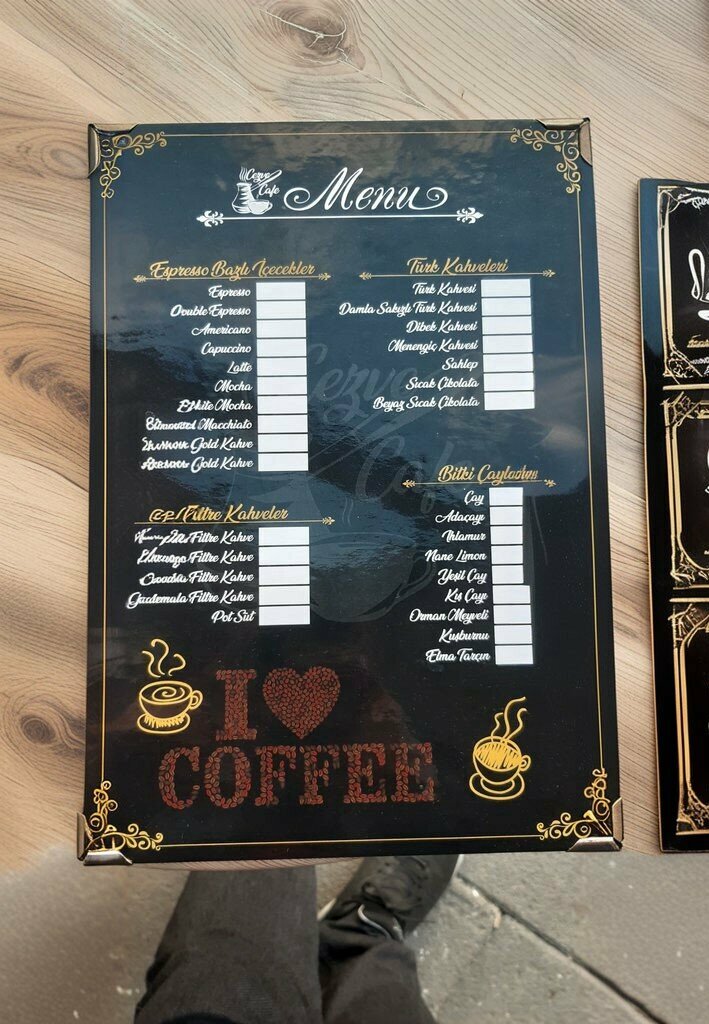 Cezve
Cafe
Menu
Espresso Bazlı İçecekler
Espresso
Double Espresso
Americano
Capuccino
Latte
Mocha
Mocha
Macchiato
Gold Kahve
Gold Kahve
Filtre Kahveler
Filtre Kahve
Filtre Kahve
Filtre Kahve
Guatemala Filtre Kahve
Pot Süt
Türk Kahveleri
Türk Kahvesi
Damla Sakızlı Türk Kahvesi
Dibek Kahvesi
Menengiç Kahvesi
Sahlep
Sıcak Çikolata
Beyaz Sıcak Çikolata
Bitki
Çay
Adaçayı
Ihlamur
Nane Limon
Yeşil Çay
Kış Çayı
Orman Meyveli
Kuşburnu
Elma Tarçın
Cezve
Cafe
I
COFFEE